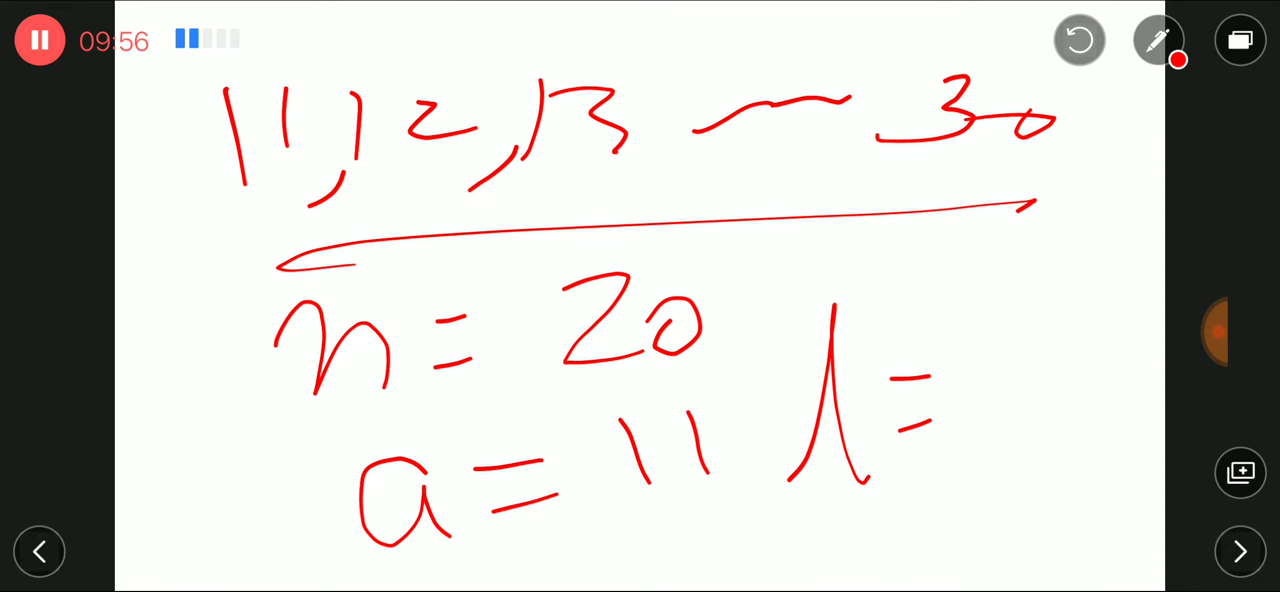 09:56
11, 12, 13 ~ 30
n = 20
a = 11 l =